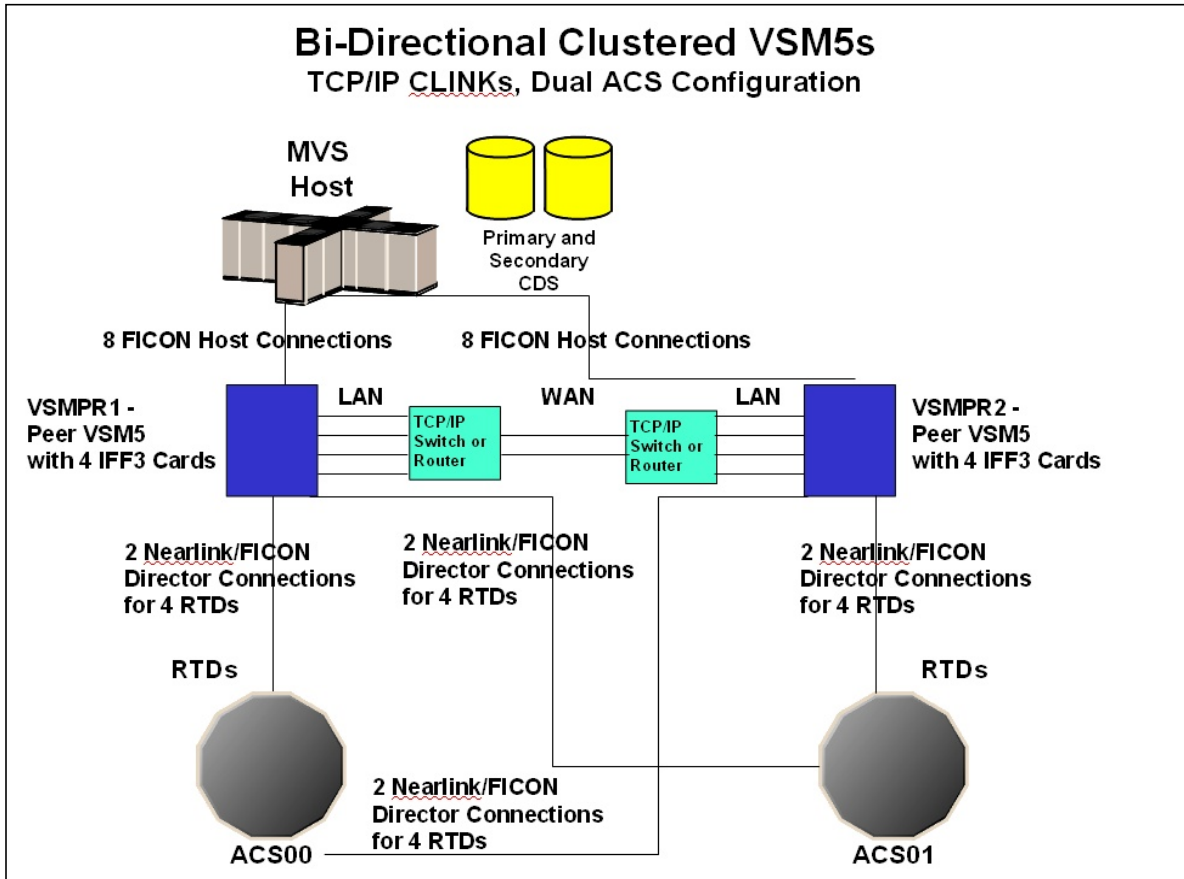 Bi-Directional Clustered VSM5s
TCP/IP CLINKs, Dual ACS Configuration
MVS
Host
Primary and
Secondary
CDS
8 FICON Host Connections
8 FICON Host Connections
VSMPR1 -
Peer VSM5
with 4 IFF3 Cards
LAN
TCP/IP
Switch or
Router
WAN
TCP/IP
Switch or
Router
LAN
VSMPR2 -
Peer VSM5
with 4 IFF3 Cards
2 Nearlink/FICON
Director Connections
for 4 RTDs
2 Nearlink/FICON
Director Connections
for 4 RTDs
2 Nearlink/FICON
Director Connections
for 4 RTDs
RTDs
RTDs
2 Nearlink/FICON
Director Connections
for 4 RTDs
ACS00
ACS01